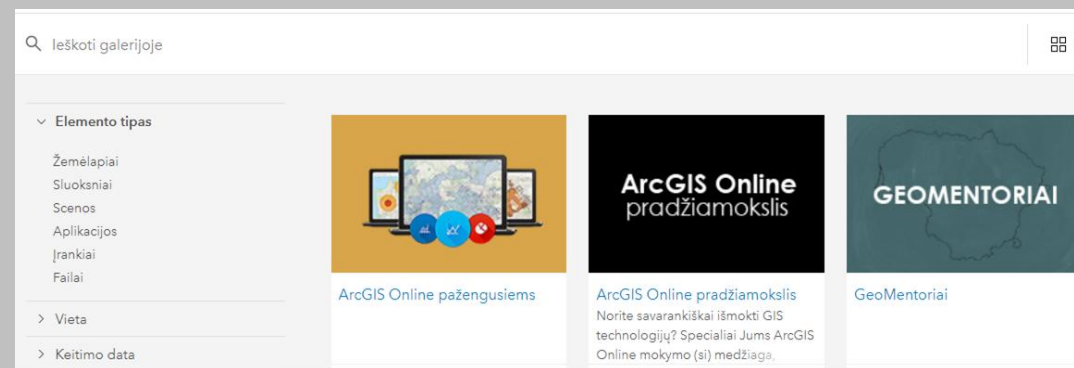 Ieškoti galerijoje
Elemento tipas
Žemėlapiai
Sluoksniai
Scenos
Aplikacijos
Įrankiai
Failai
Vieta
Keitimo data
ArcGIS Online pažengusiems
ArcGIS Online
pradžiamokslis
ArcGIS Online pradžiamokslis
Norite savarankiškai išmokti GIS
technologijų? Specialiai Jums ArcGIS
Online mokymo (si) medžiaga,
GEOMENTORIAI
GeoMentoriai